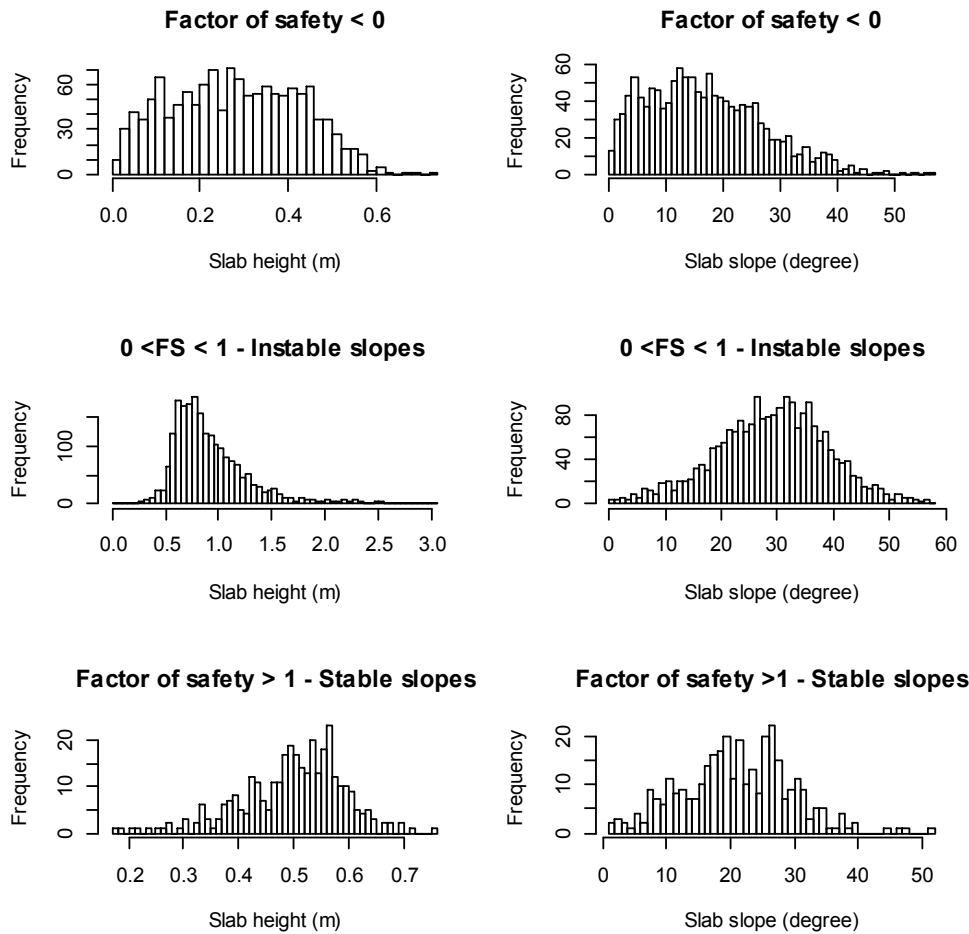 Factor of safety < 0
Frequency
0 30 60
0.0 0.2 0.4 0.6
Slab height (m)
Factor of safety < 0
Frequency
0 20 40 60
0 10 20 30 40 50
Slab slope (degree)
0 <FS < 1 - Instable slopes
Frequency
0 100
0.0 0.5 1.0 1.5 2.0 2.5 3.0
Slab height (m)
0 <FS < 1 - Instable slopes
Frequency
0 40 80
0 10 20 30 40 50 60
Slab slope (degree)
Factor of safety > 1 - Stable slopes
Frequency
0 10 20
0.2 0.3 0.4 0.5 0.6 0.7
Slab height (m)
Factor of safety >1 - Stable slopes
Frequency
0 10 20
0 10 20 30 40 50
Slab slope (degree)